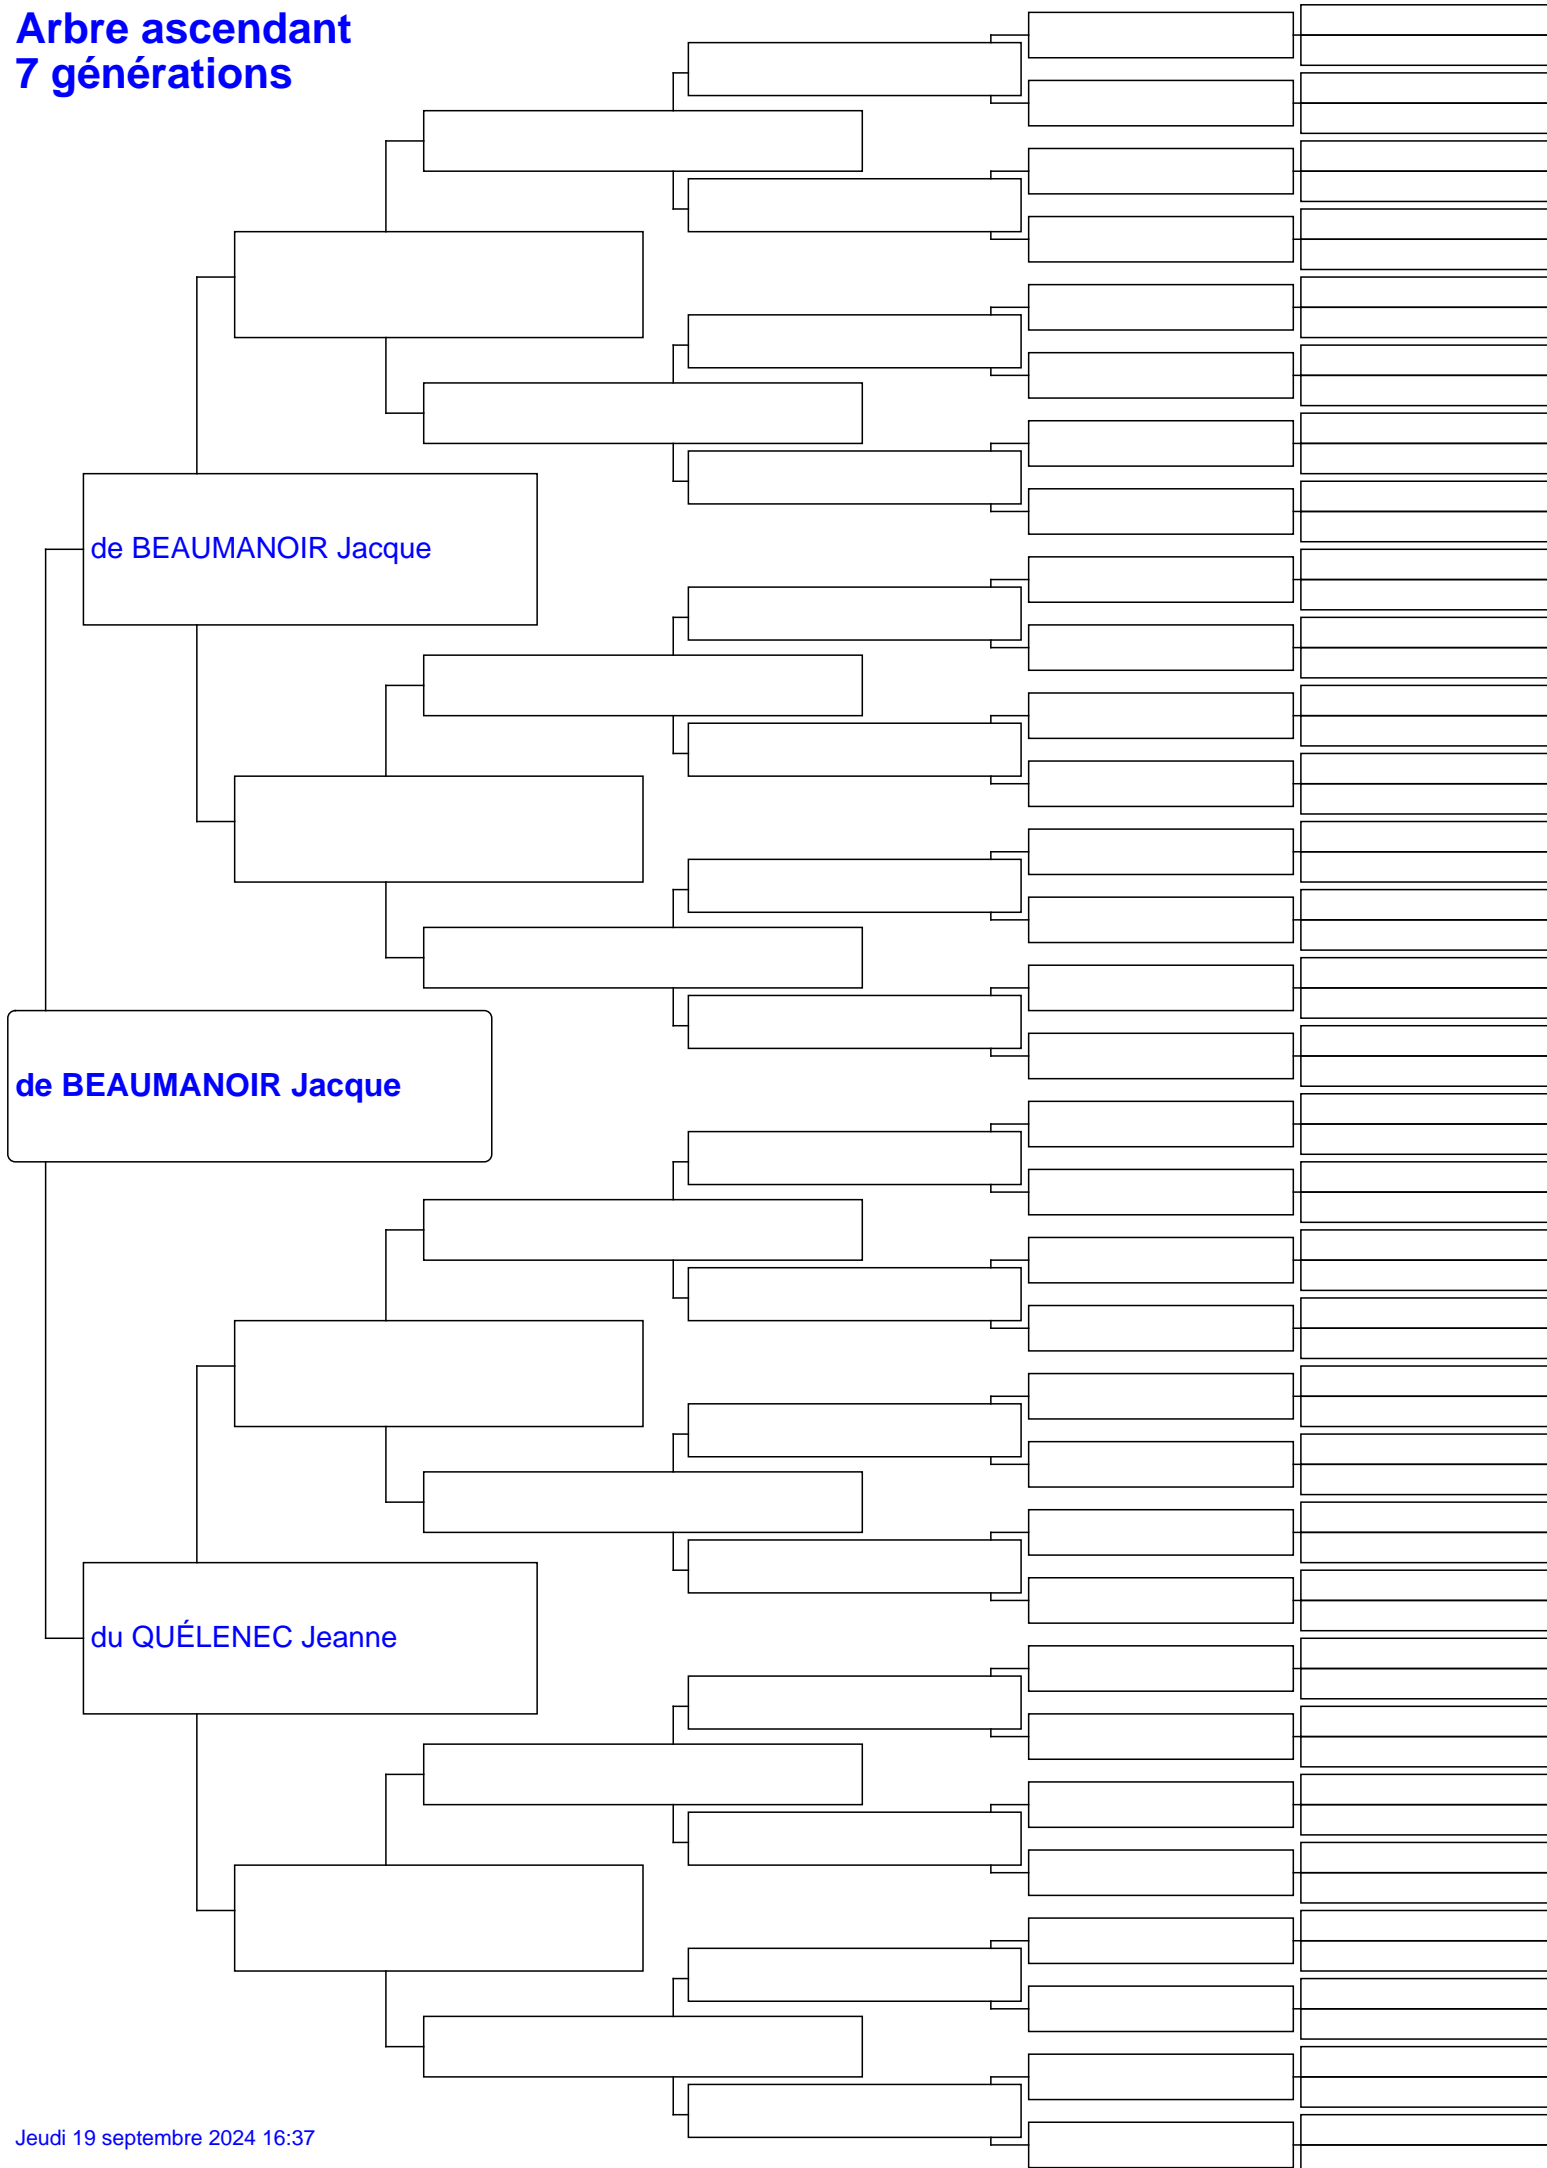 Arbre ascendant
7 générations
de BEAUMANOIR Jacque
de BEAUMANOIR Jacque
du QUÉLENEC Jeanne
Jeudi 19 septembre 2024 16:37